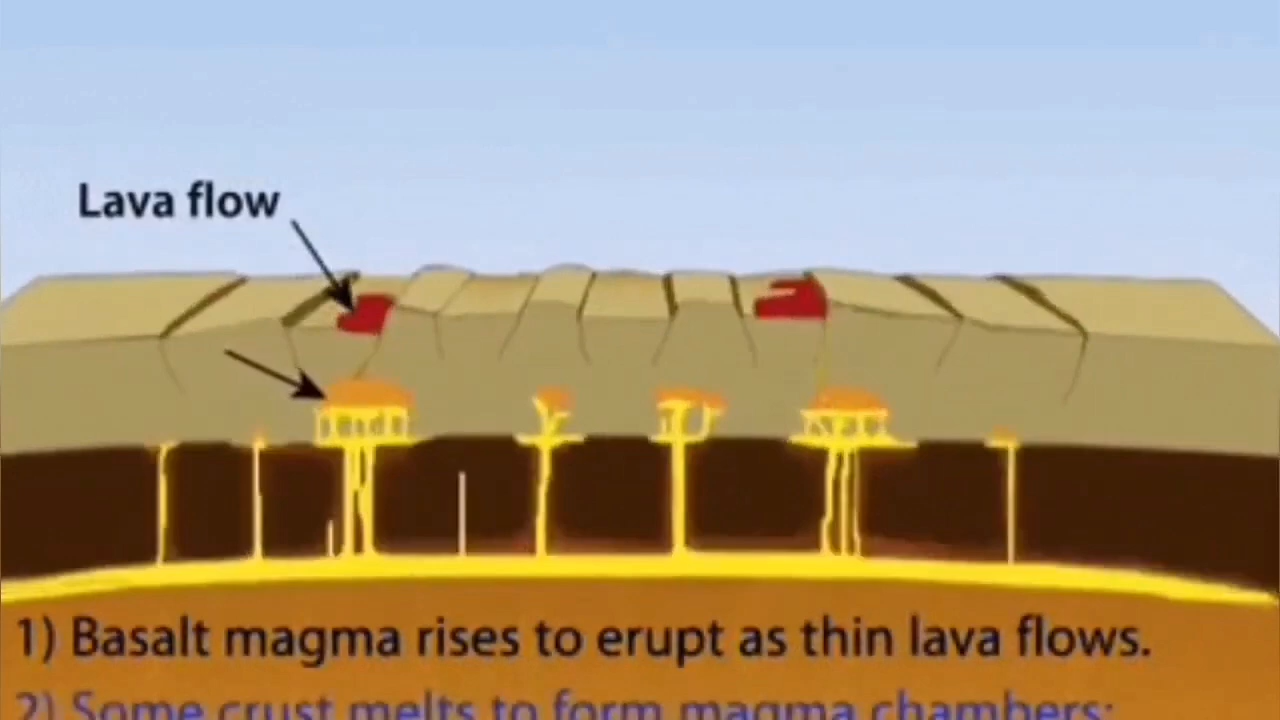 Lava flow
1) Basalt magma rises to erupt as thin lava flows.
2) Some crust melts to form magma chambers;